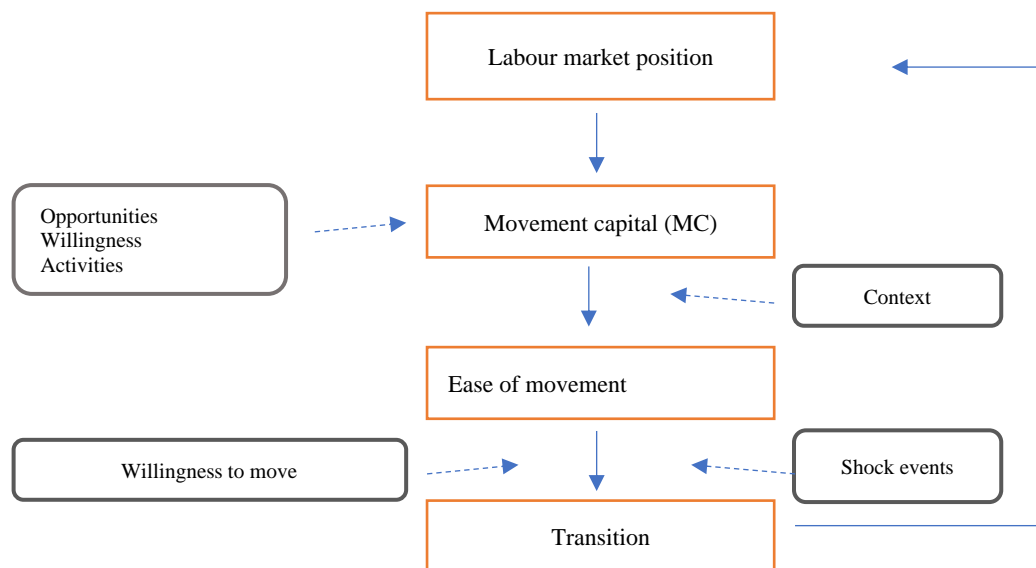 Labour market position
Opportunities
Willingness
Activities
Movement capital (MC)
Context
Ease of movement
Willingness to move
Shock events
Transition